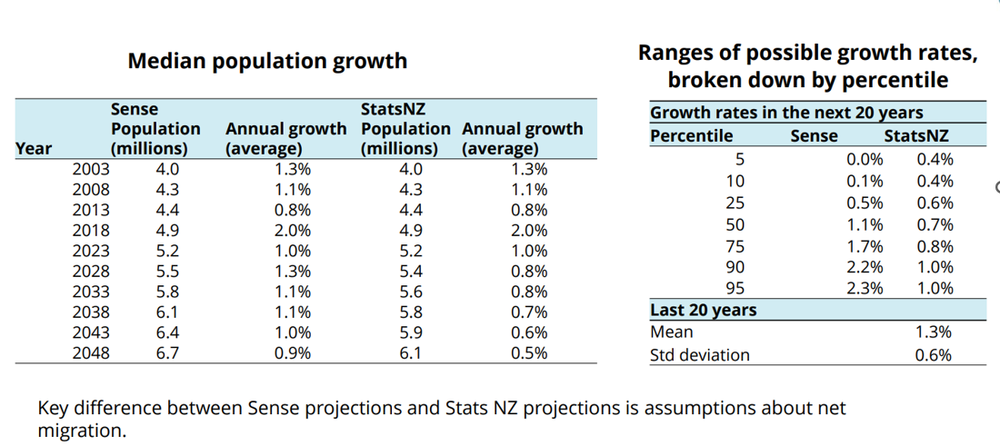 Median population growth
Sense StatsNZ
Population Annual growth Population Annual growth
Year (millions) (average) (millions) (average)
2003 4.0 1.3% 4.0 1.3%
2008 4.3 1.1% 4.3 1.1%
2013 4.4 0.8% 4.4 0.8%
2018 4.9 2.0% 4.9 2.0%
2023 5.2 1.0% 5.2 1.0%
2028 5.5 1.3% 5.4 0.8%
2033 5.8 1.1% 5.6 0.8%
2038 6.1 1.1% 5.8 0.7%
2043 6.4 1.0% 5.9 0.6%
2048 6.7 0.9% 6.1 0.5%
Ranges of possible growth rates,
broken down by percentile
Growth rates in the next 20 years
Percentile Sense StatsNZ
5 0.0% 0.4%
10 0.1% 0.4%
25 0.5% 0.6%
50 1.1% 0.7%
75 1.7% 0.8%
90 2.2% 1.0%
95 2.3% 1.0%
Last 20 years
Mean 1.3%
Std deviation 0.6%
Key difference between Sense projections and Stats NZ projections is assumptions about net
migration.